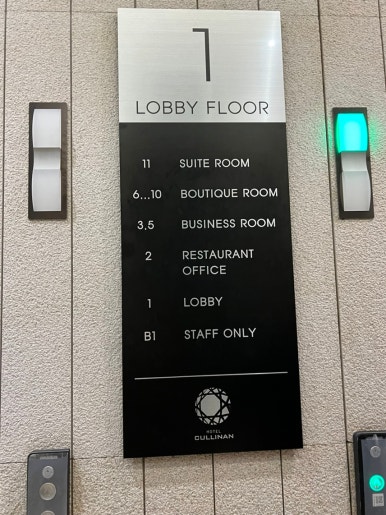 1
LOBBY FLOOR
11 SUITE ROOM
6...10 BOUTIQUE ROOM
3,5 BUSINESS ROOM
2 RESTAURANT
OFFICE
1 LOBBY
B1 STAFF ONLY
HOTEL
CULLINAN